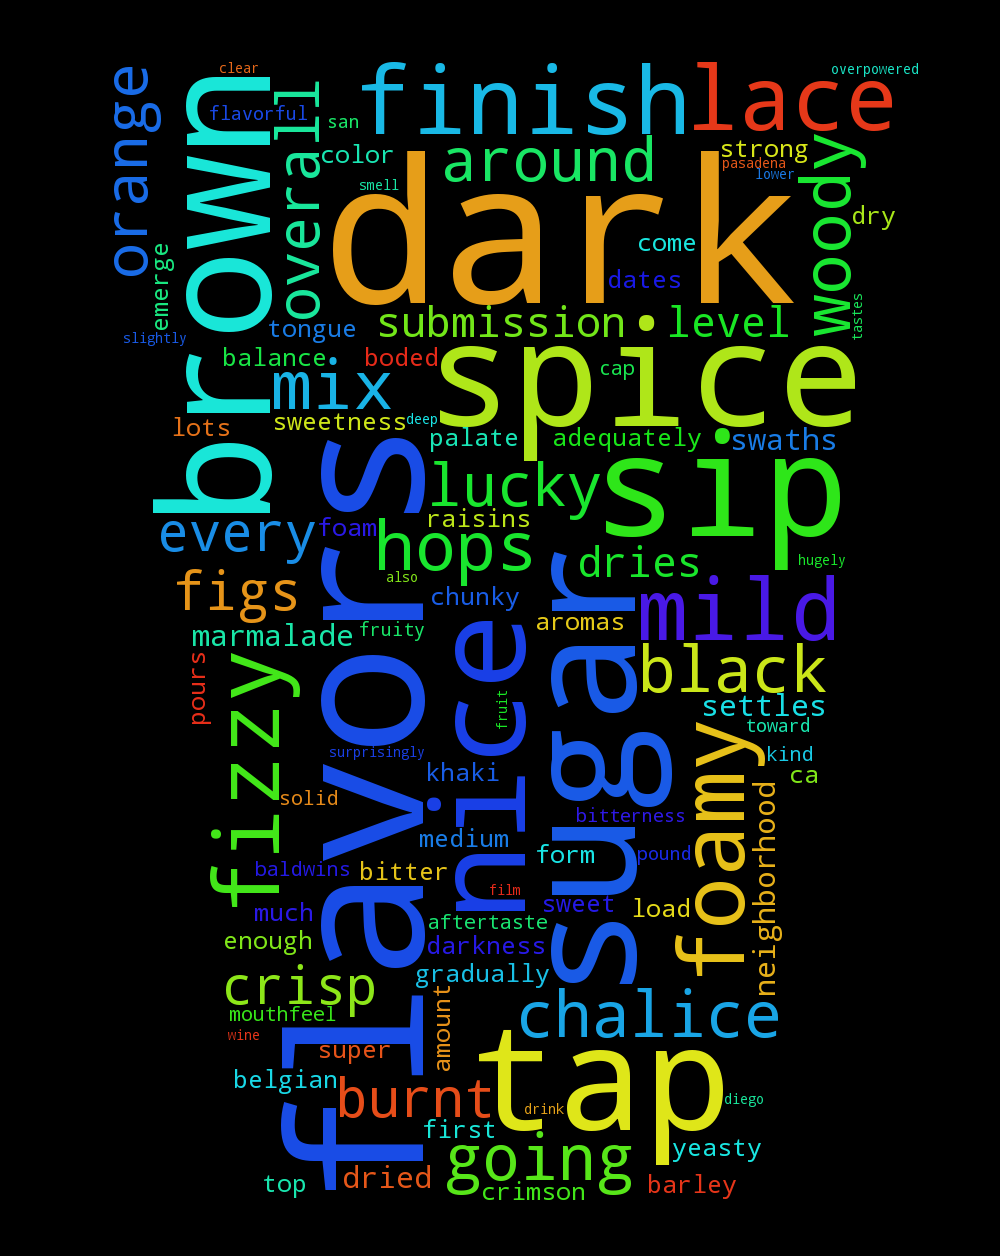 clear
overpowered
orange
brown
flavorful
overall
san
finish
lace
color
around
strong
pasadena
lower
smell
dark
woody
dry
come
dates
emerge
slightly
tongue
submission
level
tastes
balance
boded
spice
cap
mix
sweetness
deep
lots
palate
adequately
swaths
lucky
sip
every
foam
raisins
hops
dries
hugely
also
figs
chunky
mild
aromas
marmalade
fruity
flavors
nice
sugar
black
pours
fizzy
fruit
settles
toward
surprisingly
foamy
kind
khaki
ca
solid
neighborhood
bitterness
medium
form
pound
baldwins
bitter
film
much
sweet
load
aftertaste
enough
darkness
gradually
crisp
amount
chalice
mouthfeel
wine
super
tap
belgian
burnt
drink
diego
first
going
yeasty
top
dried
crimson
barley